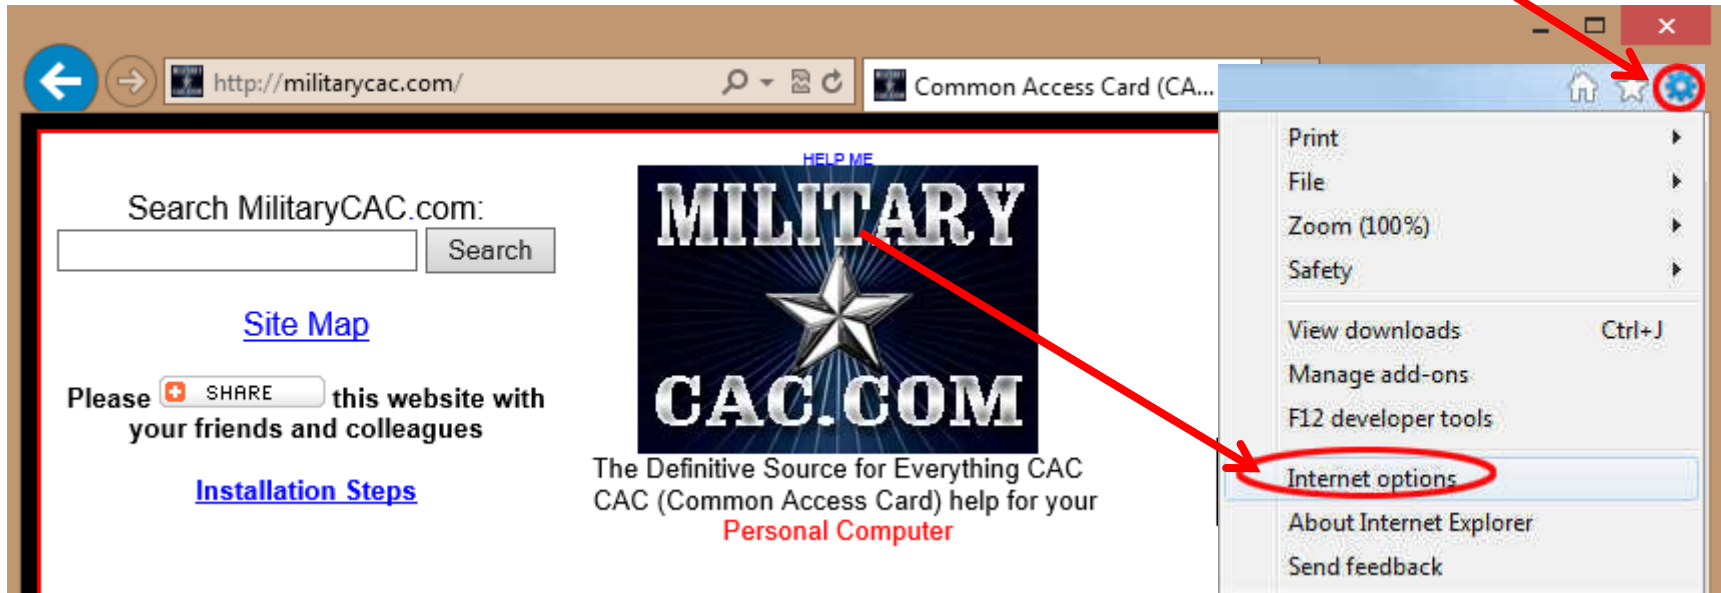 http://militarycac.com/
Common Access Card (CA...
HELP ME
MILITARY
CAC.COM
Search MilitaryCAC.com:
Search
Site Map
Please SHARE this website with
your friends and colleagues
Installation Steps
The Definitive Source for Everything CAC
CAC (Common Access Card) help for your
Personal Computer
Print
File
Zoom (100%)
Safety
View downloads Ctrl+J
Manage add-ons
F12 developer tools
Internet options
About Internet Explorer
Send feedback